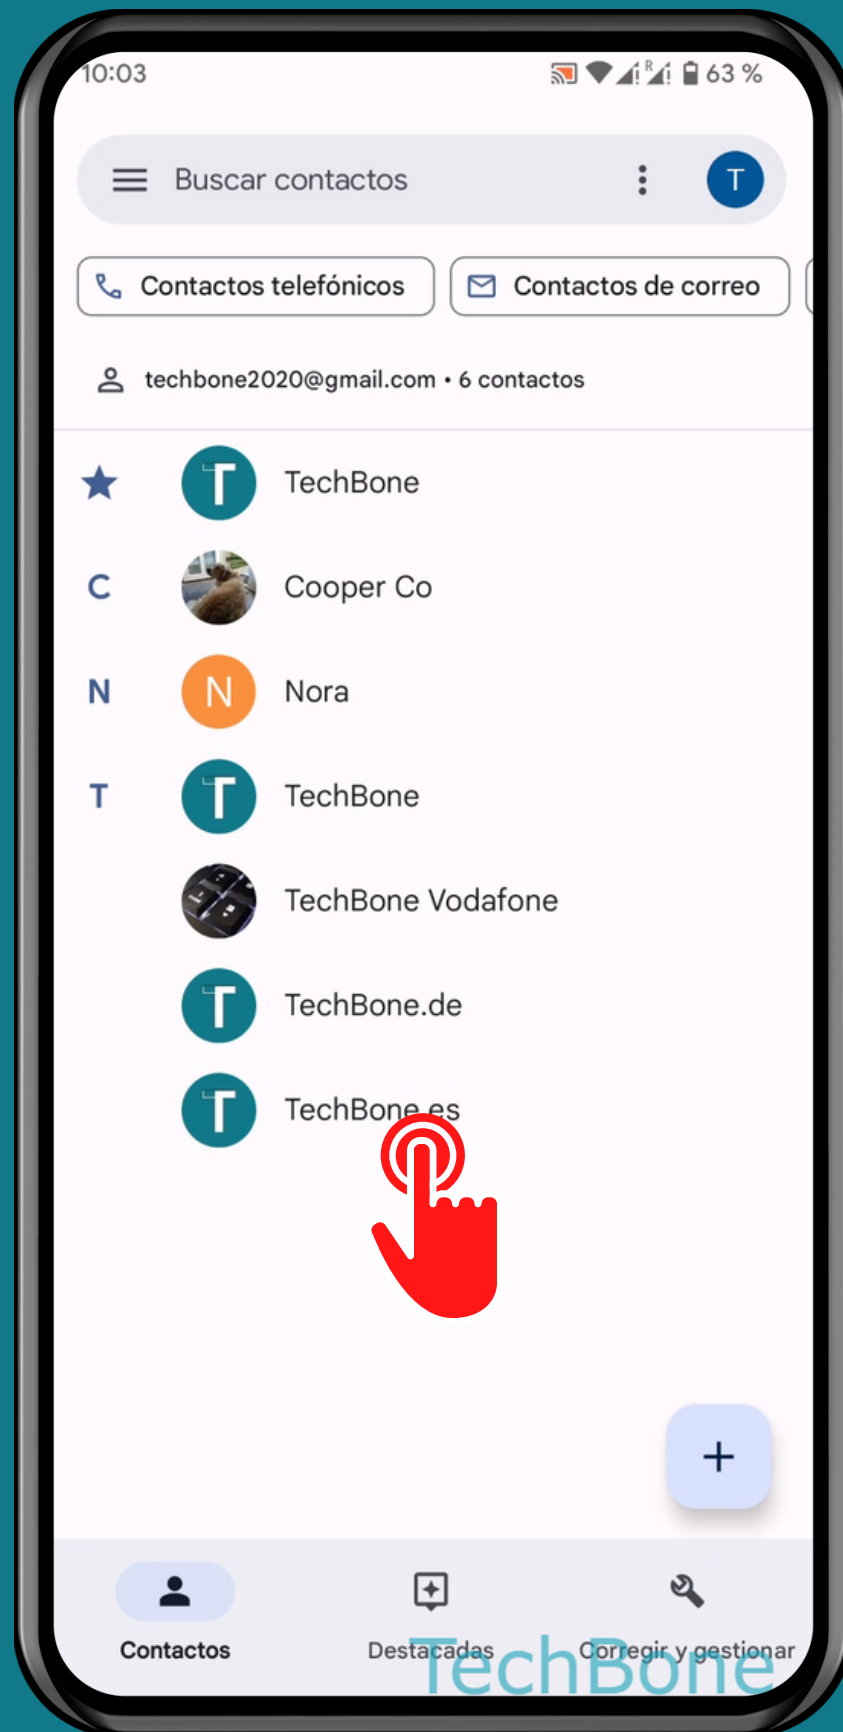 10:03 R 63 %
Buscar contactos T
Contactos telefónicos Contactos de correo
techbone2020@gmail.com • 6 contactos
T TechBone
C Cooper Co
N N Nora
T T TechBone
TechBone Vodafone
T TechBone.de
T TechBone.es
+
Contactos Destacadas Corregir y gestionar
TechBone